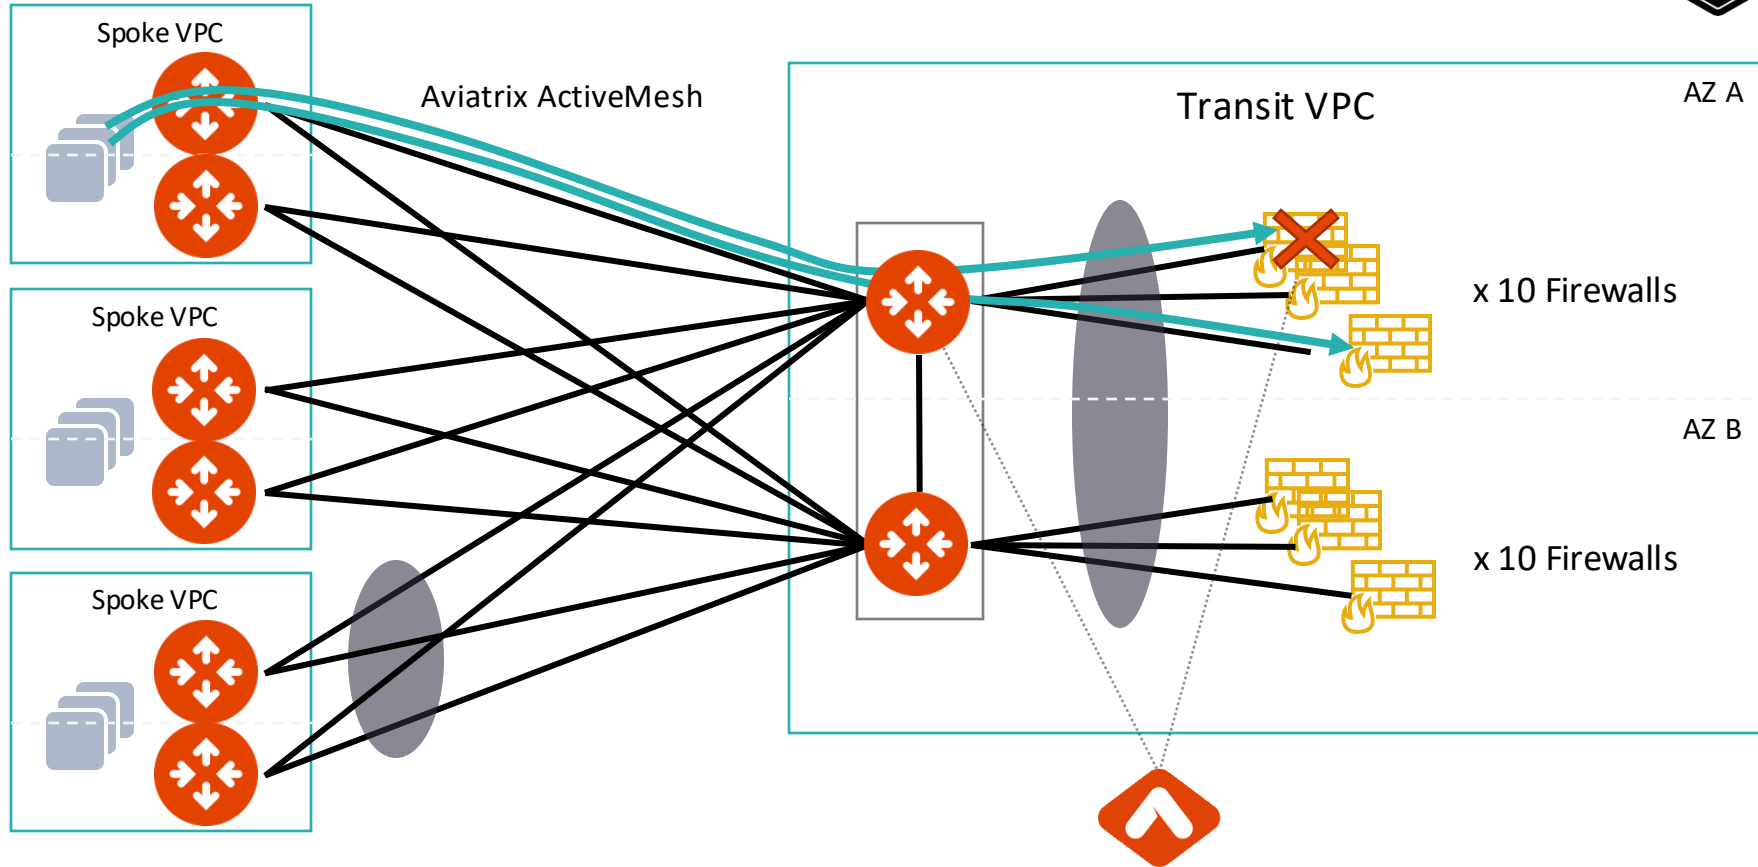 Spoke VPC
Aviatrix ActiveMesh
Transit VPC
AZ A
x 10 Firewalls
Spoke VPC
AZ B
x 10 Firewalls
Spoke VPC